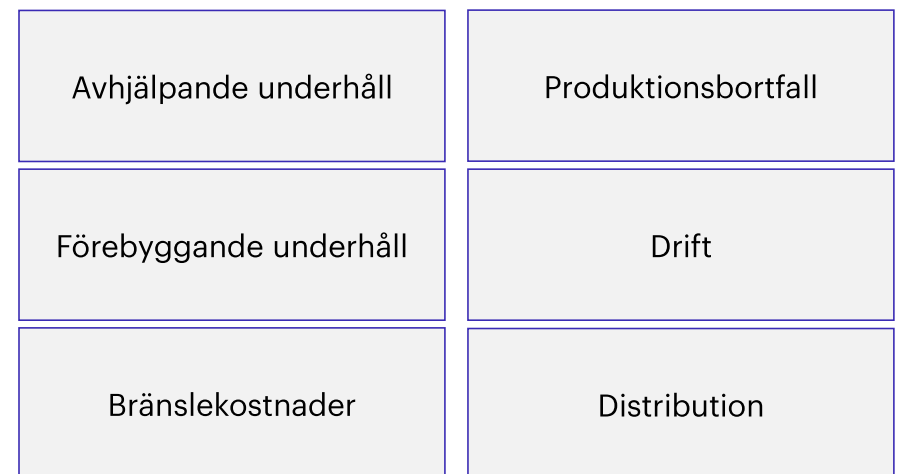 Avhjälpande underhåll
Produktionsbortfall
Förebyggande underhåll
Drift
Bränslekostnader
Distribution